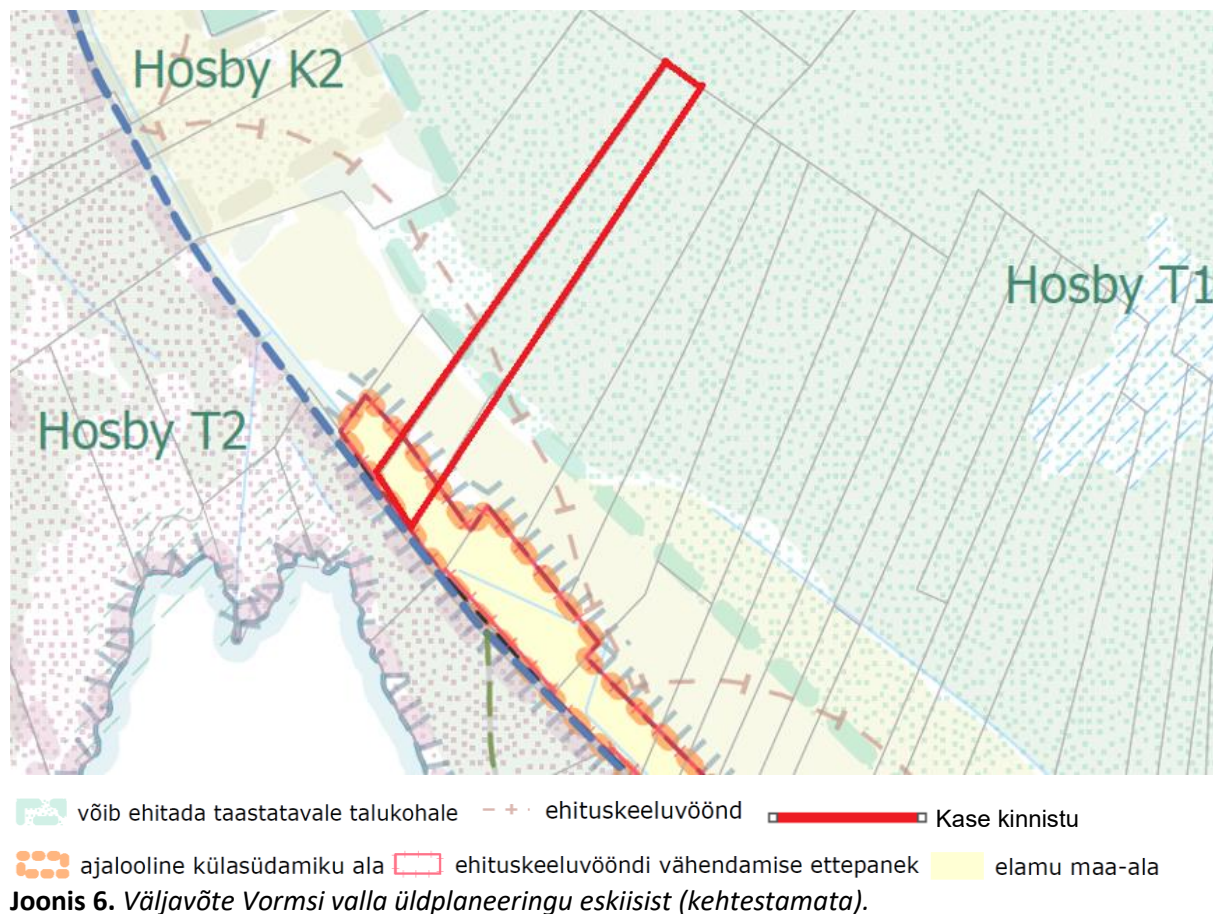 Hosby K2
Hosby T1
Hosby T2
võib ehitada taastatavale talukohale
ehituskeeluvöönd
Kase kinnistu
ajalooline külasüdamiku ala
ehituskeeluvööndi vähendamise ettepanek
elamu maa-ala
Joonis 6. Väljavõte Vormsi valla üldplaneeringu eskiisist (kehtestamata).